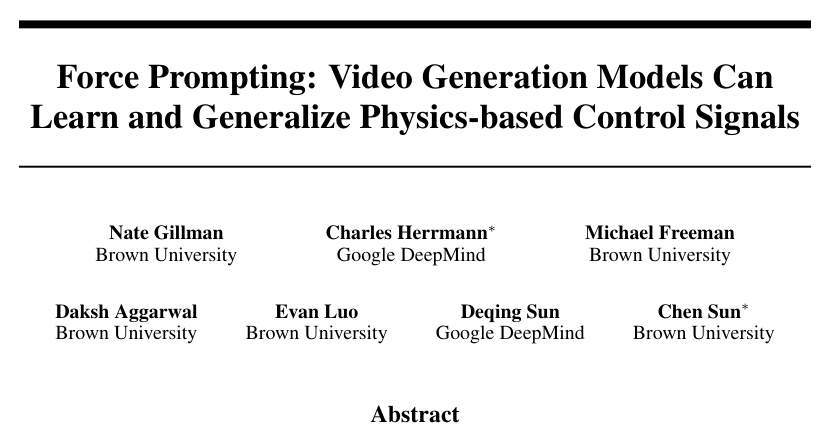 Force Prompting: Video Generation Models Can
Learn and Generalize Physics-based Control Signals
Nate Gillman Charles Herrmann* Michael Freeman
Brown University Google DeepMind Brown University
Daksh Aggarwal Evan Luo Deqing Sun Chen Sun*
Brown University Brown University Google DeepMind Brown University
Abstract